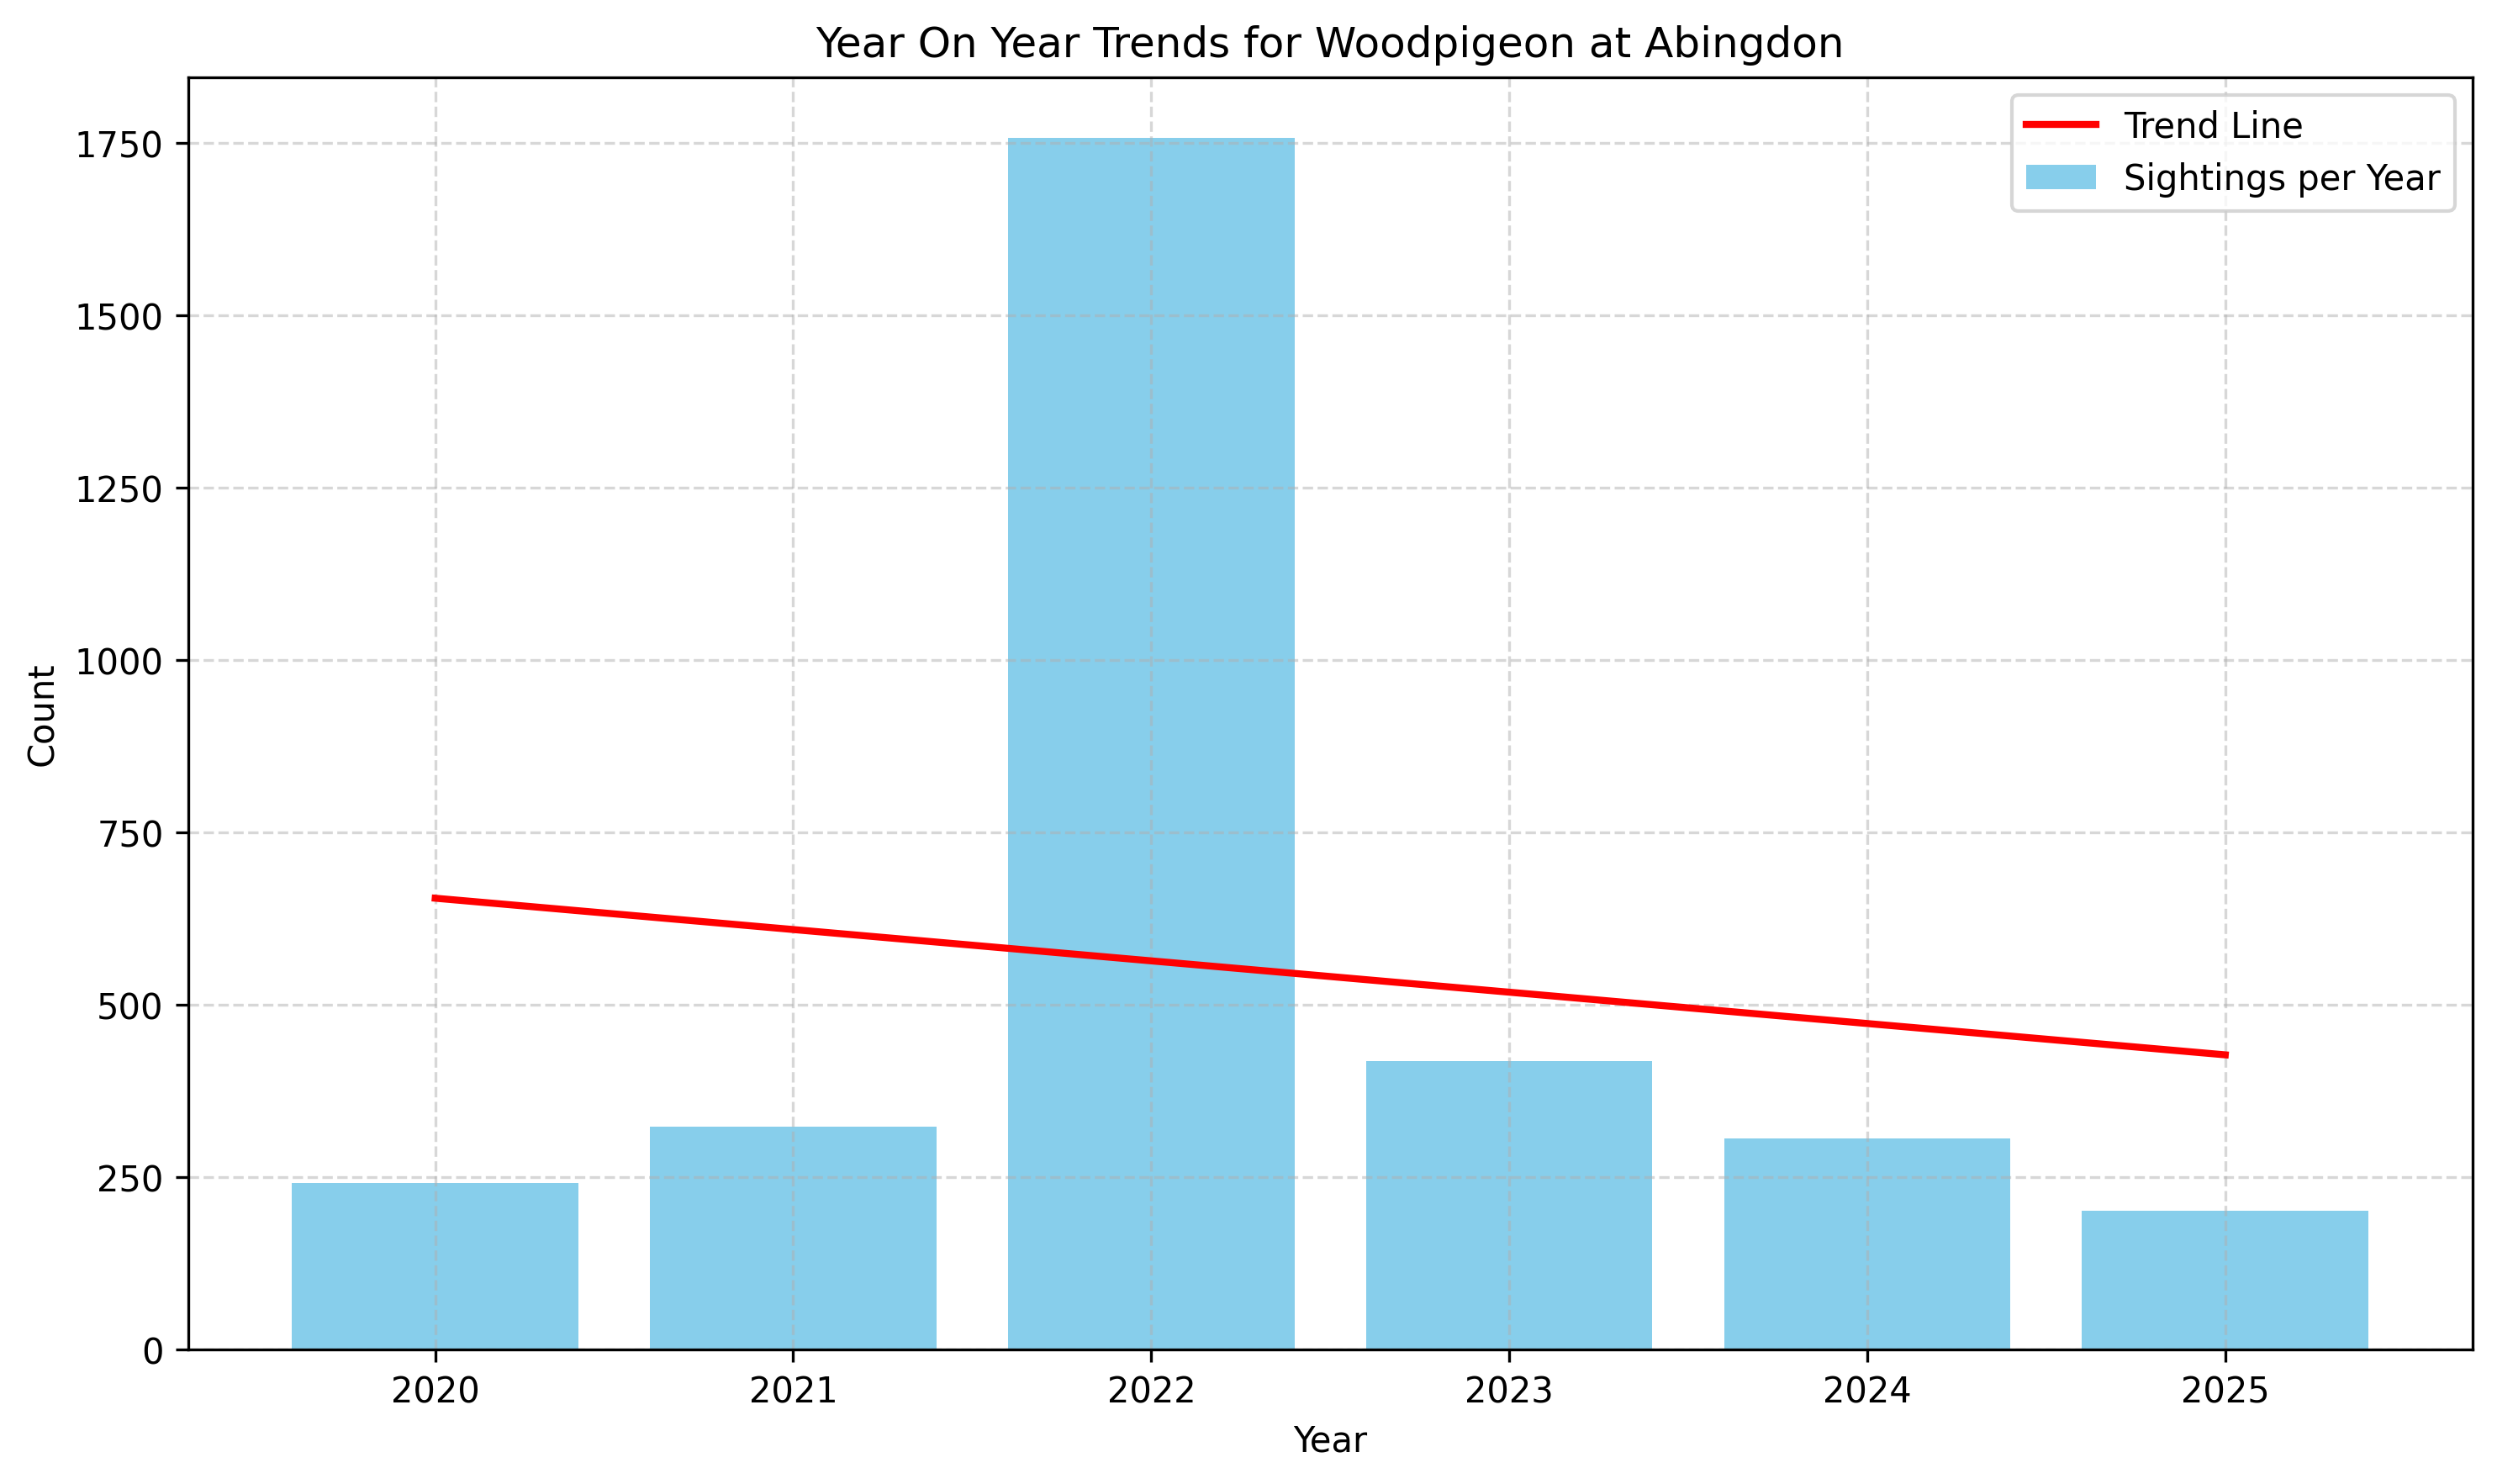 Year On Year Trends for Woodpigeon at Abingdon
Trend Line
Sightings per Year
1750
1500
1250
1000
750
500
250
0
Count
2020 2021 2022 2023 2024 2025
Year